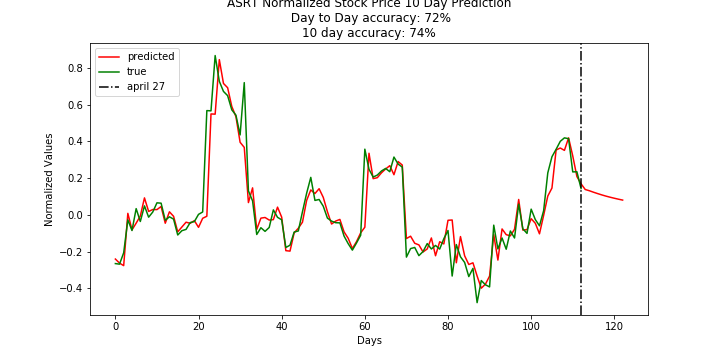 ASRT Normalized Stock Price 10 Day Prediction
Day to Day accuracy: 72%
10 day accuracy: 74%
predicted
true
april 27
Normalized Values
0.8
0.6
0.4
0.2
0.0
−0.2
−0.4
0
20
40
60
80
100
120
Days